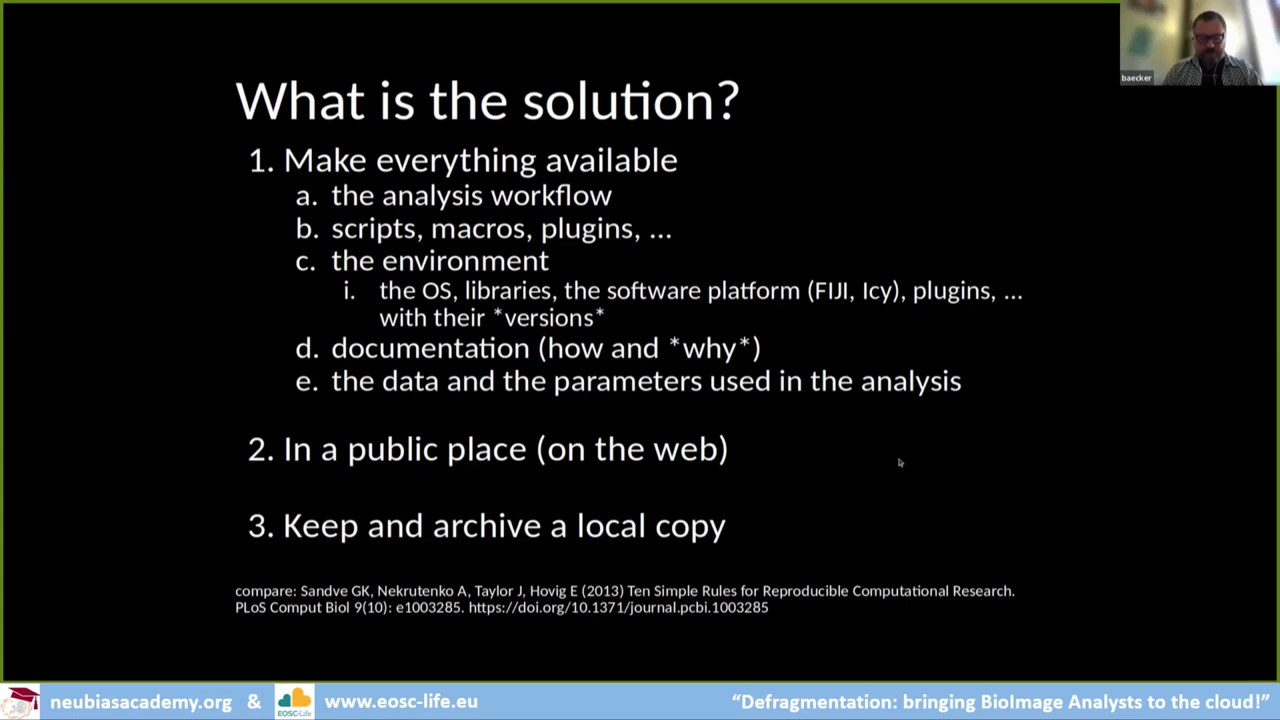 baecker
What is the solution?
1. Make everything available
a. the analysis workflow
b. scripts, macros, plugins, ...
c. the environment
i. the OS, libraries, the software platform (FIJI, Icy), plugins, ...
with their *versions*
d. documentation (how and *why*)
e. the data and the parameters used in the analysis
2. In a public place (on the web)
3. Keep and archive a local copy
compare: Sandve GK, Nekrutenko A, Taylor J, Hovig E (2013) Ten Simple Rules for Reproducible Computational Research.
PLoS Comput Biol 9(10): e1003285. https://doi.org/10.1371/journal.pcbi.1003285
neubiasacademy.org & EOSC-Life www.eosc-life.eu “Defragmentation: bringing BioImage Analysts to the cloud!”